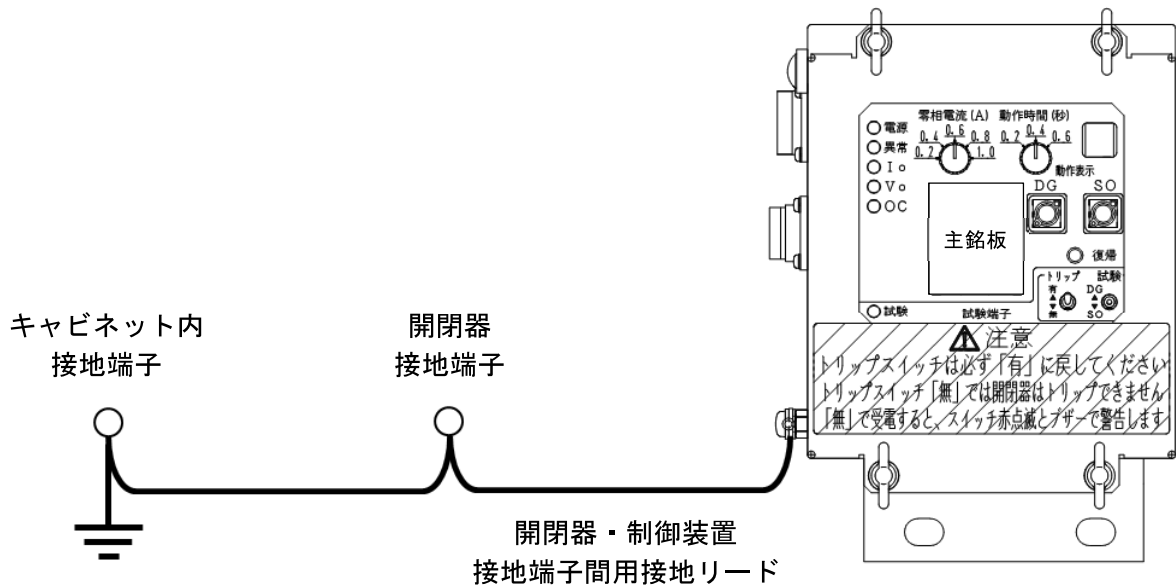 零相電流(A) 動作時間(秒)
0.2 0.4 0.6 0.8 1.0
0.2 0.4 0.6
電源
異常
Io
Vo
OC
動作表示
DG SO
主銘板
復帰
トリップ 試験
有 DG
無 SO
試験 試験端子
注意
トリップスイッチは必ず「有」に戻してください
トリップスイッチ「無」では開閉器はトリップできません
「無」で受電すると、スイッチ赤点滅とブザーで警告します
キャビネット内
接地端子
開閉器
接地端子
開閉器・制御装置
接地端子間用接地リード